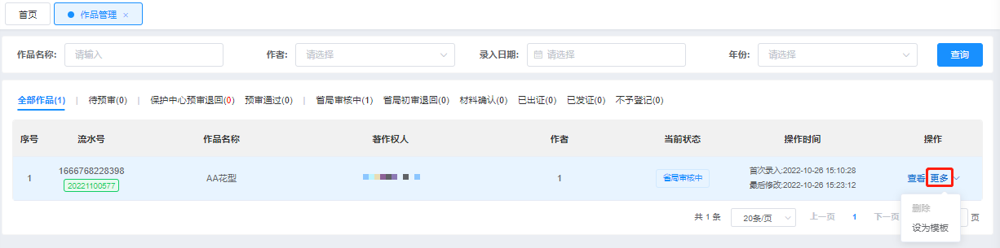 首页 作品管理 ×
作品名称: 请输入 作者: 请选择 录入日期: 请选择 年份: 请选择 查询
全部作品(1) | 待预审(0) | 保护中心预审退回(0) 预审通过(0) | 省局审核中(1) 省局初审退回(0) 材料确认(0) 已出证(0) 已发证(0) 不予登记(0)
序号 流水号 作品名称 著作权人 作者 当前状态 操作时间 操作
1 1666768228398 AA花型 1 省局审核中 首次录入:2022-10-26 15:10:28 查看 更多
20221100577 最后修改:2022-10-26 15:23:12
删除
共 1 条 20条/页 上一页 1 下一页 页
设为模板